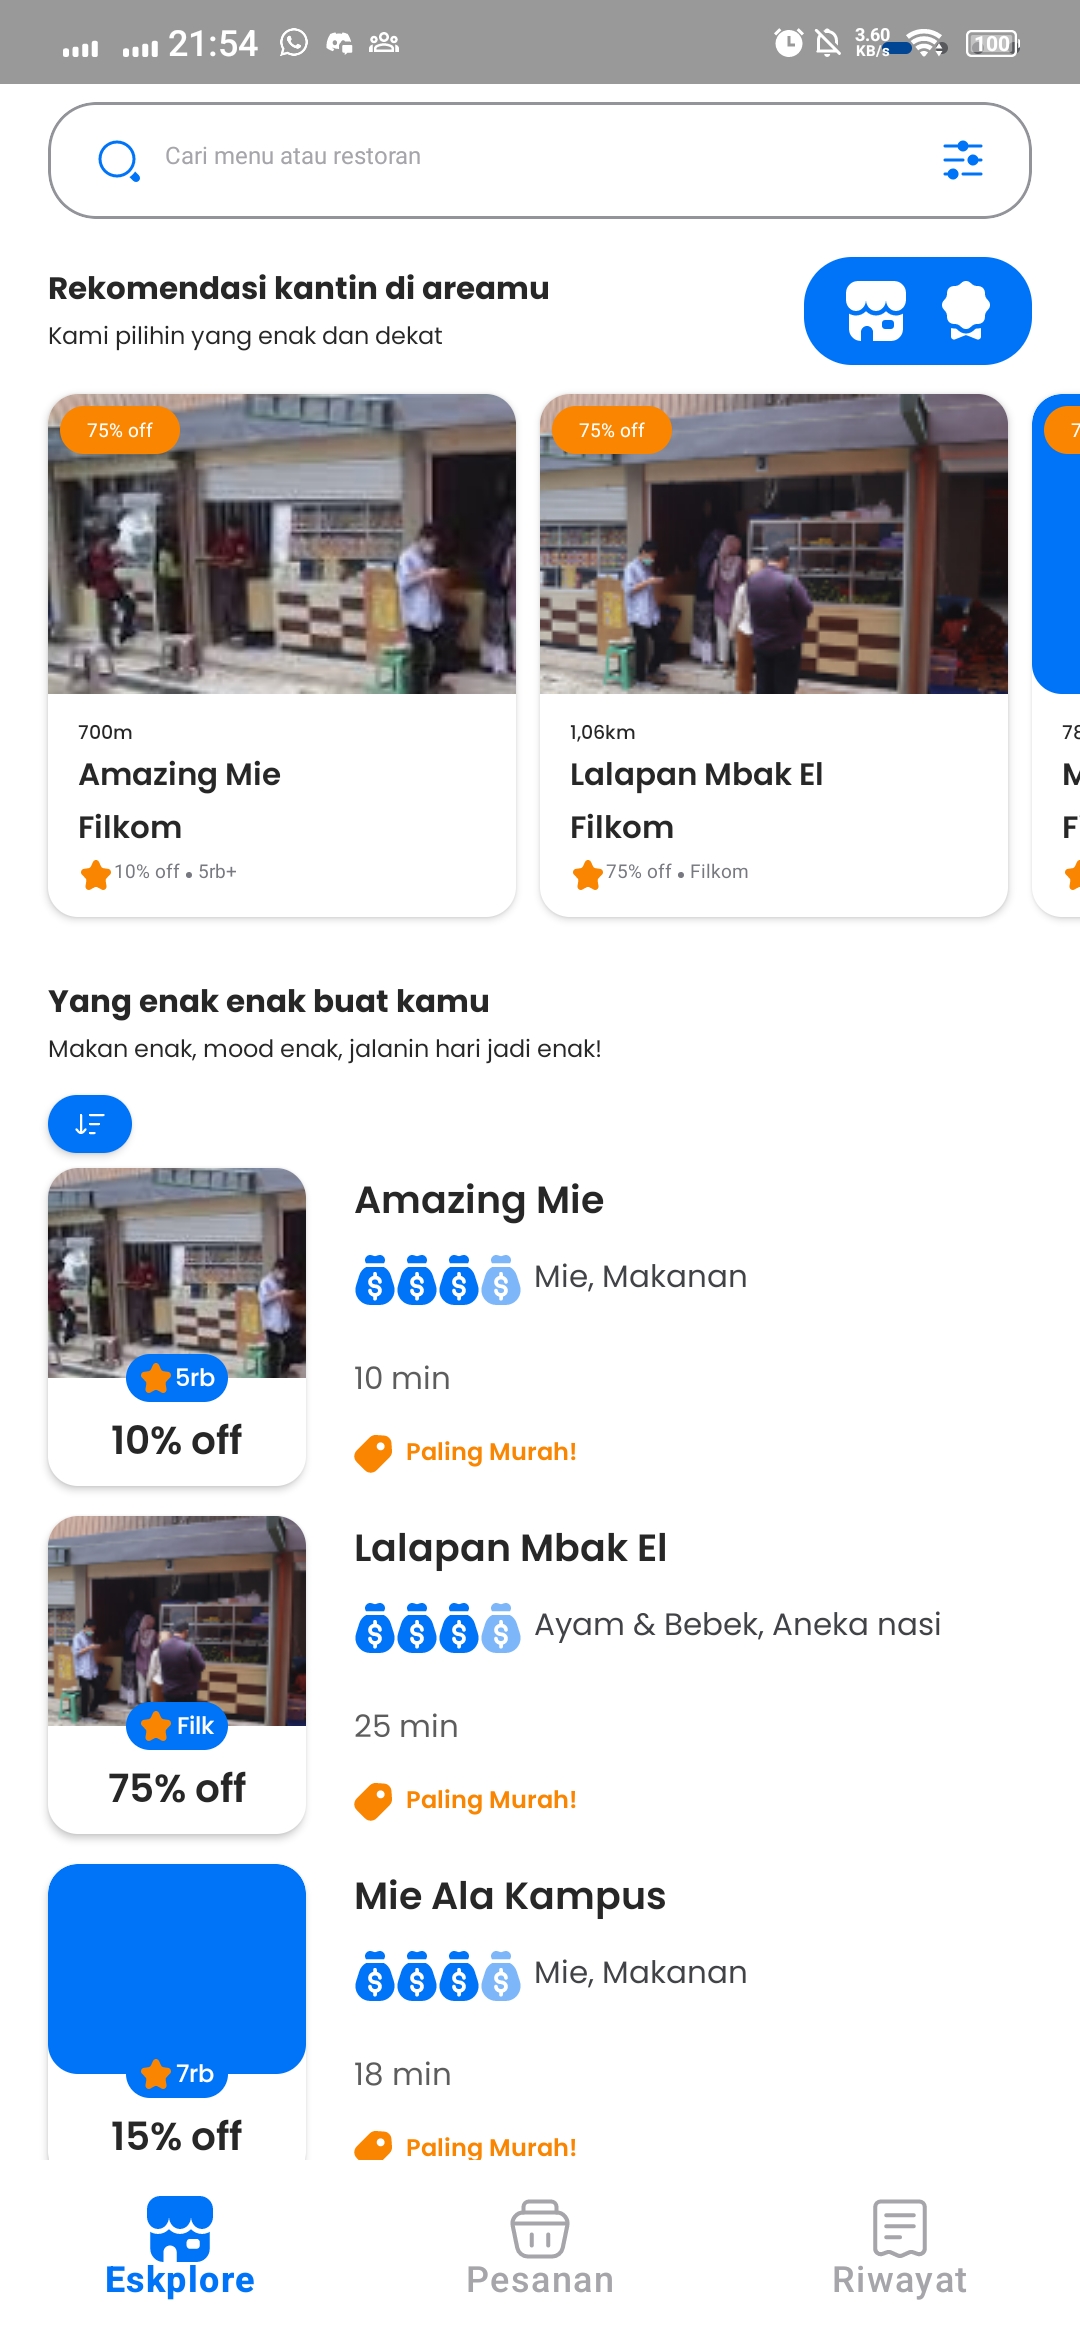 21:54
3.60
KB/s
100
Cari menu atau restoran
Rekomendasi kantin di areamu
Kami pilihin yang enak dan dekat
75% off
75% off
7
700m
1,06km
78
Amazing Mie
Lalapan Mbak El
M
Filkom
Filkom
F
10% off • 5rb+
75% off • Filkom
Yang enak enak buat kamu
Makan enak, mood enak, jalanin hari jadi enak!
Amazing Mie
$ $ $ $ Mie, Makanan
10 min
5rb
10% off
Paling Murah!
Lalapan Mbak El
$ $ $ $ Ayam & Bebek, Aneka nasi
25 min
Filk
75% off
Paling Murah!
Mie Ala Kampus
$ $ $ $ Mie, Makanan
18 min
7rb
15% off
Paling Murah!
Eskplore
Pesanan
Riwayat